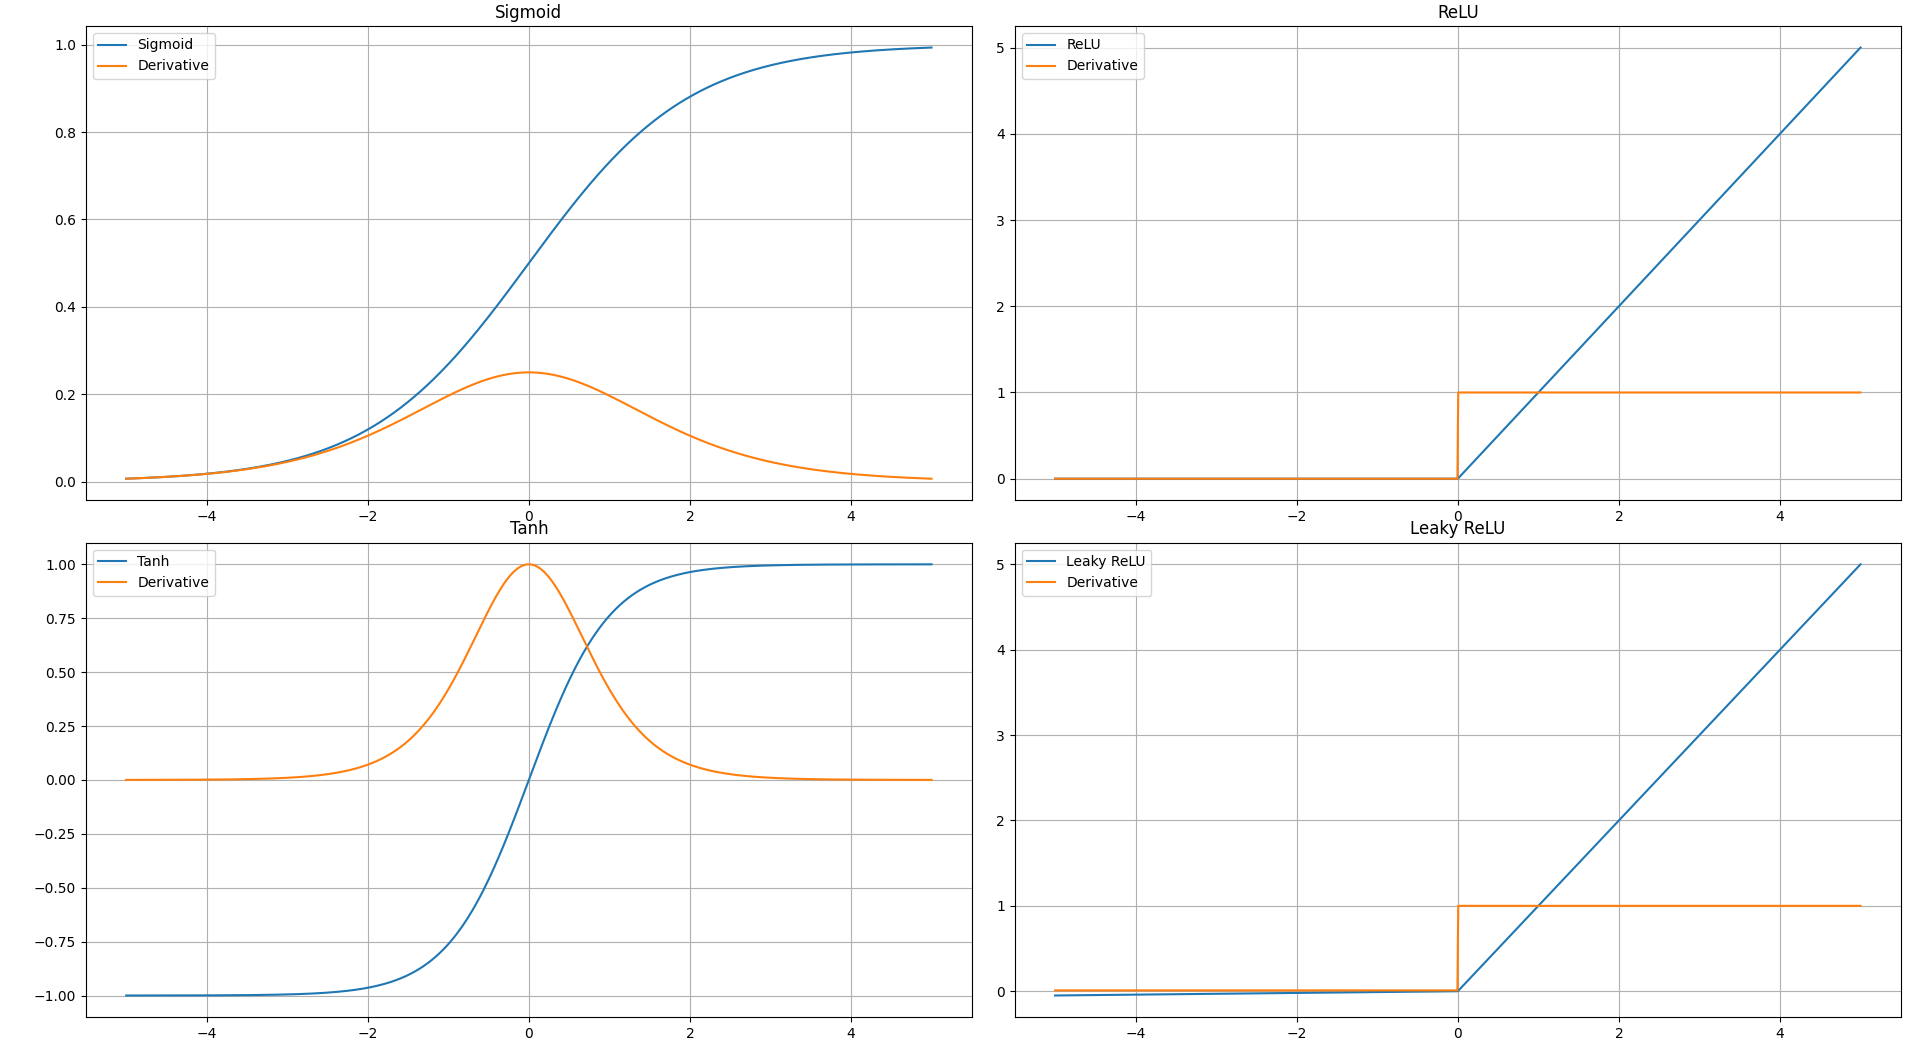 Sigmoid
Sigmoid
Derivative
1.0
0.8
0.6
0.4
0.2
0.0
−4 −2 0 2 4
ReLU
ReLU
Derivative
5
4
3
2
1
0
−4 −2 0 2 4
Tanh
Tanh
Derivative
1.00
0.75
0.50
0.25
0.00
−0.25
−0.50
−0.75
−1.00
−4 −2 0 2 4
Leaky ReLU
Leaky ReLU
Derivative
5
4
3
2
1
0
−4 −2 0 2 4